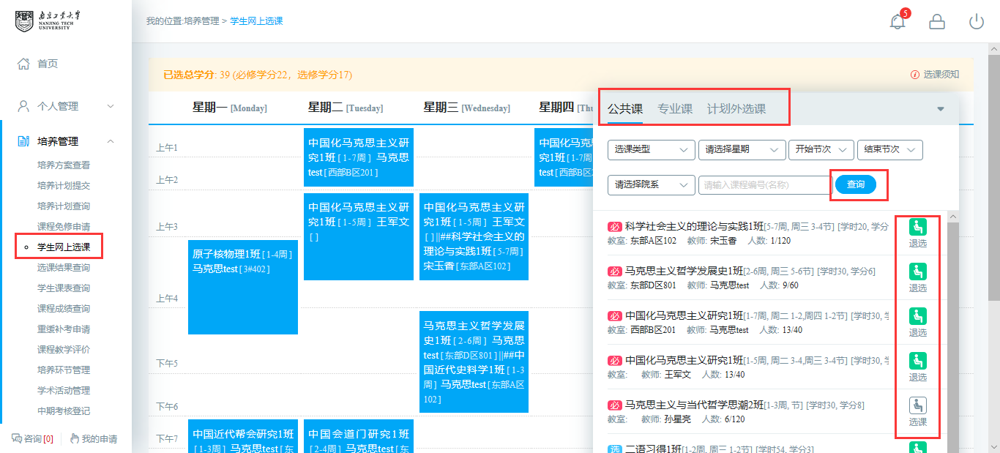 南京工业大学
NANJING TECH
UNIVERSITY
首页
个人管理
培养管理
培养方案查看
培养计划提交
培养计划查询
课程免修申请
学生网上选课
选课结果查询
学生课表查询
课程成绩查询
重缓补考申请
课程教学评价
培养环节管理
学术活动管理
中期考核登记
咨询[0]
我的申请
我的位置:培养管理 > 学生网上选课
5
已选总学分: 39 (必修学分22，选修学分17)
选课须知
星期一 [Monday]
星期二 [Tuesday]
星期三 [Wednesday]
星期四 [Thu
上午1
上午2
上午3
上午4
下午5
下午6
下午7
原子核物理1班[1-4周]
马克思test[3#402]
中国近代帮会研究1班
[1-3周] 马克思test[东
中国化马克思主义研
究1班[1-7周] 马克思
test[西部B区201]
中国化马克思主义研
究1班[1-5周] 王军文
[]
中国会道门研究1班
[2-4周] 马克思test[东
中国化马克思主义研
究1班[1-5周] 王军文
[]||##科学社会主义的
理论与实践1班[5-7周]
宋玉香[东部A区102]
马克思主义哲学发展
史1班[2-6周] 马克思
test[东部D区801]||##中
国近代史料学1班[1-3
周] 马克思test[东部A区
102]
中国化马克思
究1班[1-7周
test[西部B区
公共课
专业课
计划外选课
选课类型
请选择星期
开始节次
结束节次
请选择院系
请输入课程编号(名称)
查询
必 科学社会主义的理论与实践1班[5-7周, 周三 3-4节] [学时20, 学分
教室: 东部A区102 教师: 宋玉香 人数: 1/120
退选
必 马克思主义哲学发展史1班[2-6周, 周三 5-6节] [学时30, 学分6]
教室: 东部D区801 教师: 马克思test 人数: 9/60
退选
必 中国化马克思主义研究1班[1-7周, 周二 1-2,周四 1-2节] [学时30, 学
教室: 西部B区201 教师: 马克思test 人数: 13/40
退选
必 中国化马克思主义研究1班[1-5周, 周二 3-4,周三 3-4节] [学时30, 学
教室: 教师: 王军文 人数: 13/40
退选
必 马克思主义与当代哲学思潮2班[1-3周, 节] [学时30, 学分8]
教室: 教师: 孙星亮 人数: 6/120
选课
选 二语习得1班[1-2周, 周三 1-2节] [学时54, 学分3]